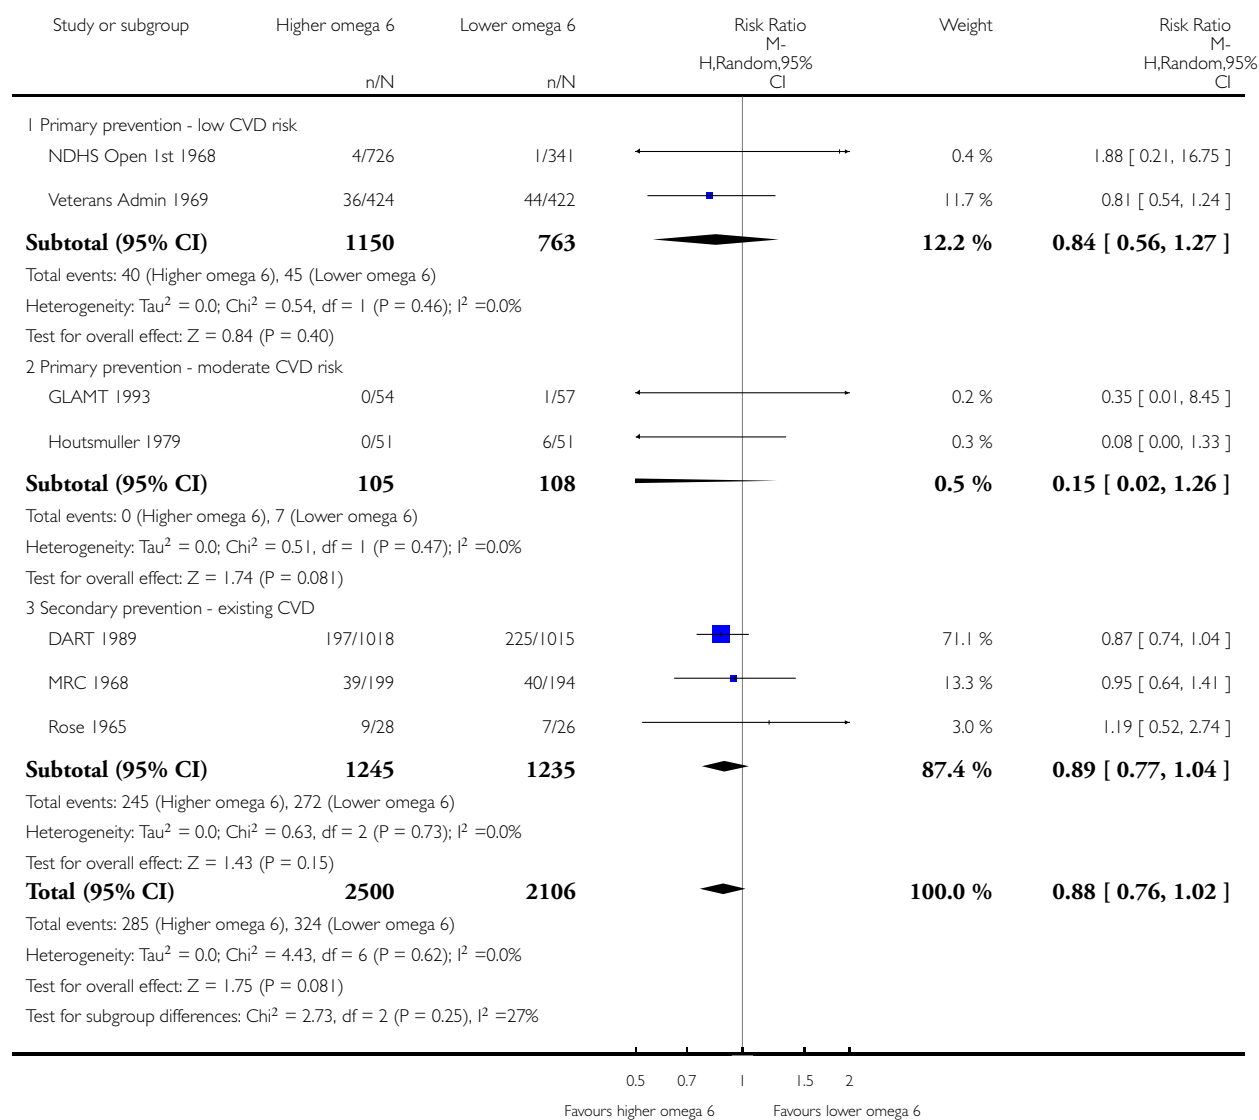 Study or subgroup Higher omega 6 Lower omega 6 Risk Ratio Weight Risk Ratio
M- M-
H,Random,95% H,Random,95%
n/N n/N CI CI
1 Primary prevention - low CVD risk
NDHS Open 1st 1968 4/726 1/341 0.4 % 1.88 [ 0.21, 16.75 ]
Veterans Admin 1969 36/424 44/422 11.7 % 0.81 [ 0.54, 1.24 ]
Subtotal (95% CI) 1150 763 12.2 % 0.84 [ 0.56, 1.27 ]
Total events: 40 (Higher omega 6), 45 (Lower omega 6)
Heterogeneity: Tau² = 0.0; Chi² = 0.54, df = 1 (P = 0.46); I² =0.0%
Test for overall effect: Z = 0.84 (P = 0.40)
2 Primary prevention - moderate CVD risk
GLAMT 1993 0/54 1/57 0.2 % 0.35 [ 0.01, 8.45 ]
Houtsmuller 1979 0/51 6/51 0.3 % 0.08 [ 0.00, 1.33 ]
Subtotal (95% CI) 105 108 0.5 % 0.15 [ 0.02, 1.26 ]
Total events: 0 (Higher omega 6), 7 (Lower omega 6)
Heterogeneity: Tau² = 0.0; Chi² = 0.51, df = 1 (P = 0.47); I² =0.0%
Test for overall effect: Z = 1.74 (P = 0.081)
3 Secondary prevention - existing CVD
DART 1989 197/1018 225/1015 71.1 % 0.87 [ 0.74, 1.04 ]
MRC 1968 39/199 40/194 13.3 % 0.95 [ 0.64, 1.41 ]
Rose 1965 9/28 7/26 3.0 % 1.19 [ 0.52, 2.74 ]
Subtotal (95% CI) 1245 1235 87.4 % 0.89 [ 0.77, 1.04 ]
Total events: 245 (Higher omega 6), 272 (Lower omega 6)
Heterogeneity: Tau² = 0.0; Chi² = 0.63, df = 2 (P = 0.73); I² =0.0%
Test for overall effect: Z = 1.43 (P = 0.15)
Total (95% CI) 2500 2106 100.0 % 0.88 [ 0.76, 1.02 ]
Total events: 285 (Higher omega 6), 324 (Lower omega 6)
Heterogeneity: Tau² = 0.0; Chi² = 4.43, df = 6 (P = 0.62); I² =0.0%
Test for overall effect: Z = 1.75 (P = 0.081)
Test for subgroup differences: Chi² = 2.73, df = 2 (P = 0.25), I² =27%
0.5 0.7 1 1.5 2
Favours higher omega 6 Favours lower omega 6